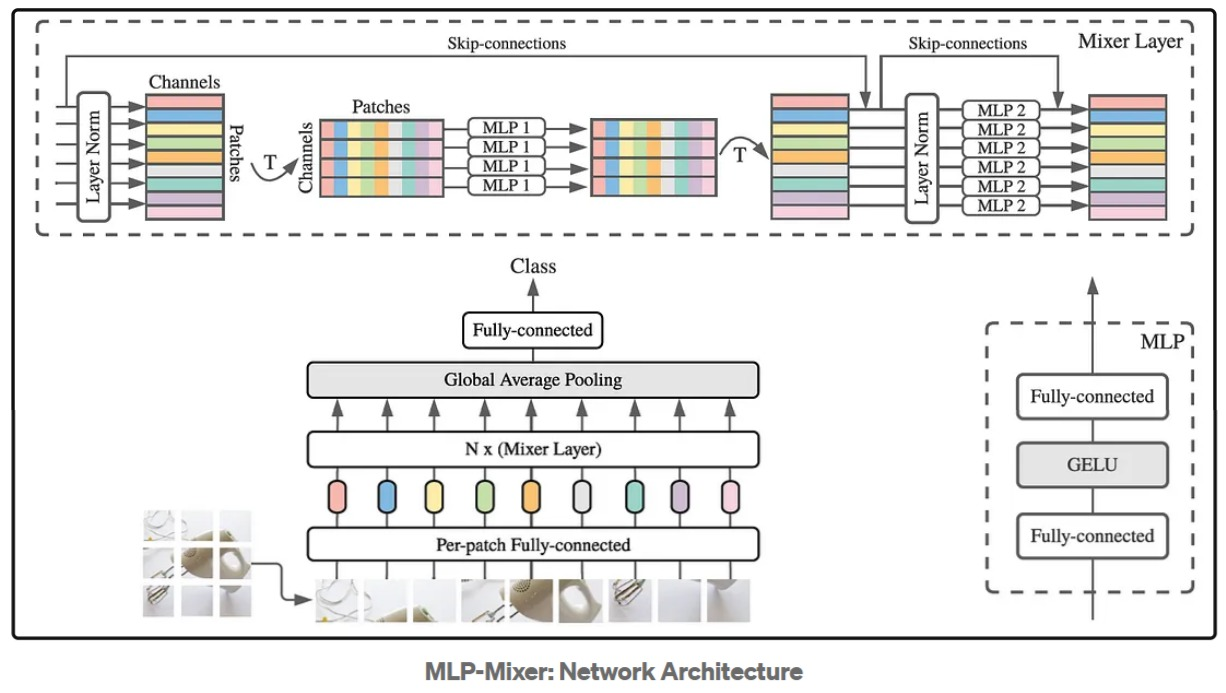 Skip-connections
Skip-connections
Mixer Layer
Channels
Layer Norm
Patches
T
Patches
Channels
MLP 1
MLP 1
MLP 1
MLP 1
T
Layer Norm
MLP 2
MLP 2
MLP 2
MLP 2
MLP 2
MLP 2
Class
Fully-connected
Global Average Pooling
N x (Mixer Layer)
Per-patch Fully-connected
MLP
Fully-connected
GELU
Fully-connected
MLP-Mixer: Network Architecture